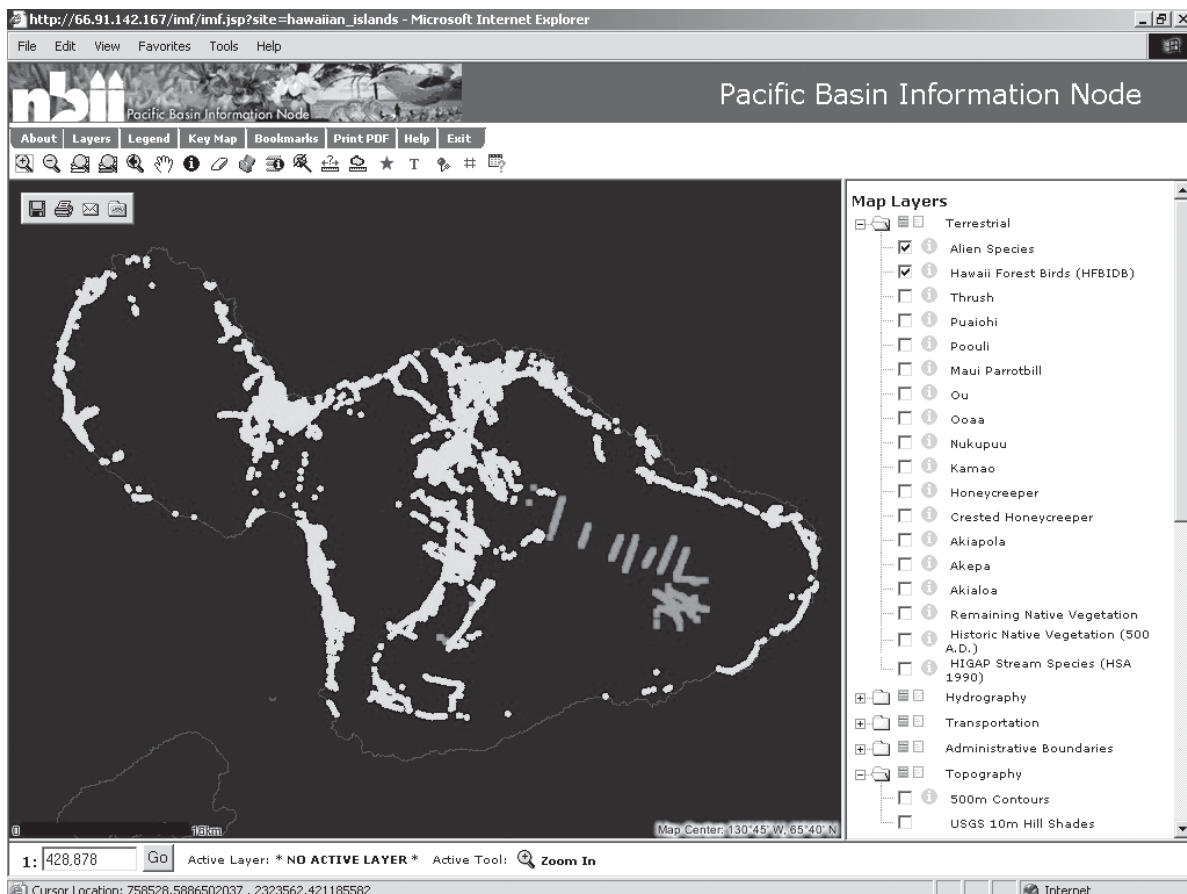 http://66.91.142.167/imf/imf.jsp?site=hawaiian_islands - Microsoft Internet Explorer
File Edit View Favorites Tools Help
nbii Pacific Basin Information Node
Pacific Basin Information Node
About Layers Legend Key Map Bookmarks Print PDF Help Exit
Map Layers
Terrestrial
Alien Species
Hawaii Forest Birds (HFBIDB)
Thrush
Puaiohi
Poouli
Maui Parrotbill
Ou
Ooaa
Nukupuu
Kamao
Honeycreeper
Crested Honeycreeper
Akiapola
Akepa
Akialoa
Remaining Native Vegetation
Historic Native Vegetation (500
A.D.)
HIGAP Stream Species (HSA
1990)
Hydrography
Transportation
Administrative Boundaries
Topography
500m Contours
USGS 10m Hill Shades
0 18km
Map Center: 130°45' W, 65°40' N
1: 428,878 Go Active Layer: * NO ACTIVE LAYER * Active Tool: Zoom In
Cursor Location: 758528.5886502037 , 2323562.421185582 Internet